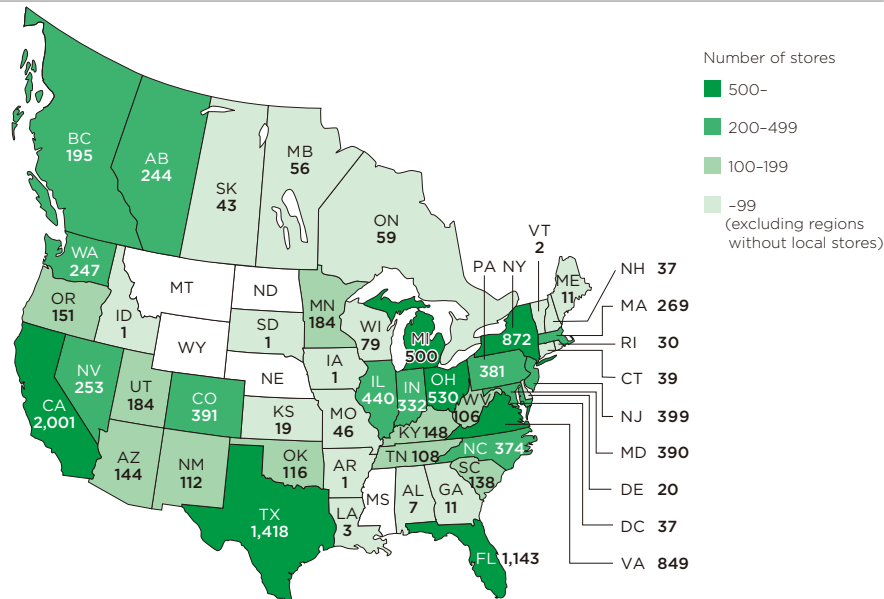 Number of stores
500–
200–499
100–199
–99
(excluding regions
without local stores)
BC
195
AB
244
SK
43
MB
56
ON
59
WA
247
OR
151
ID
1
MT
ND
WY
SD
1
NE
MN
184
WI
79
MI
500
IA
1
CA
2,001
NV
253
UT
184
CO
391
KS
19
MO
46
IL
440
IN
332
OH
530
WV
106
KY 148
TN 108
NC 374
SC
138
AZ
144
NM
112
OK
116
AR
1
TX
1,418
LA
3
MS
AL
7
GA
11
FL 1,143
PA
381
NY
872
VT
2
ME
11
NH 37
MA 269
RI 30
CT 39
NJ 399
MD 390
DE 20
DC 37
VA 849